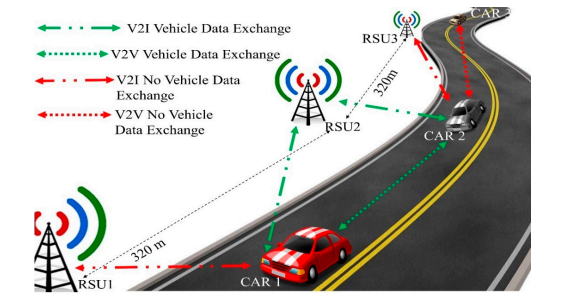 V2I Vehicle Data Exchange
V2V Vehicle Data Exchange
V2I No Vehicle Data
Exchange
V2V No Vehicle
Data Exchange
CAR
RSU3
320m
RSU2
CAR 2
320 m
RSU1
CAR 1